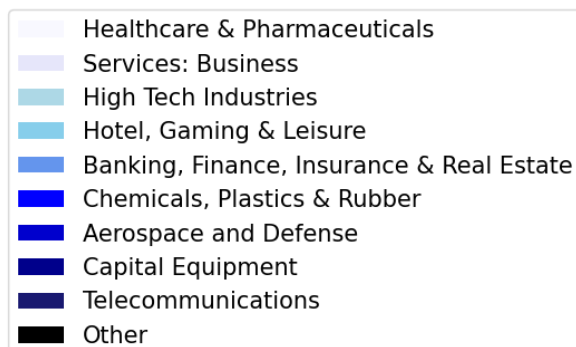 Healthcare & Pharmaceuticals
Services: Business
High Tech Industries
Hotel, Gaming & Leisure
Banking, Finance, Insurance & Real Estate
Chemicals, Plastics & Rubber
Aerospace and Defense
Capital Equipment
Telecommunications
Other